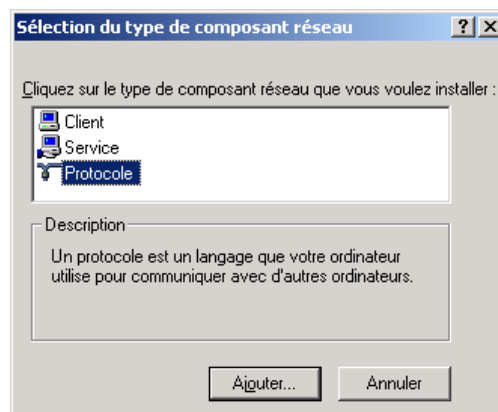 Sélection du type de composant réseau
Cliquez sur le type de composant réseau que vous voulez installer :
Client
Service
Protocole
Description
Un protocole est un langage que votre ordinateur
utilise pour communiquer avec d'autres ordinateurs.
Ajouter...
Annuler